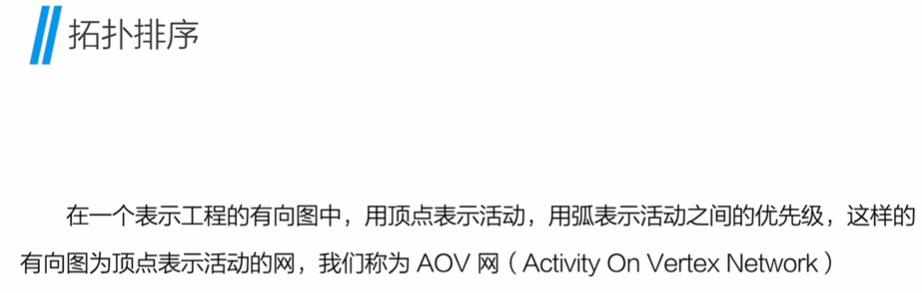 拓扑排序
在一个表示工程的有向图中，用顶点表示活动，用弧表示活动之间的优先级，这样的
有向图为顶点表示活动的网，我们称为 AOV 网（Activity On Vertex Network）